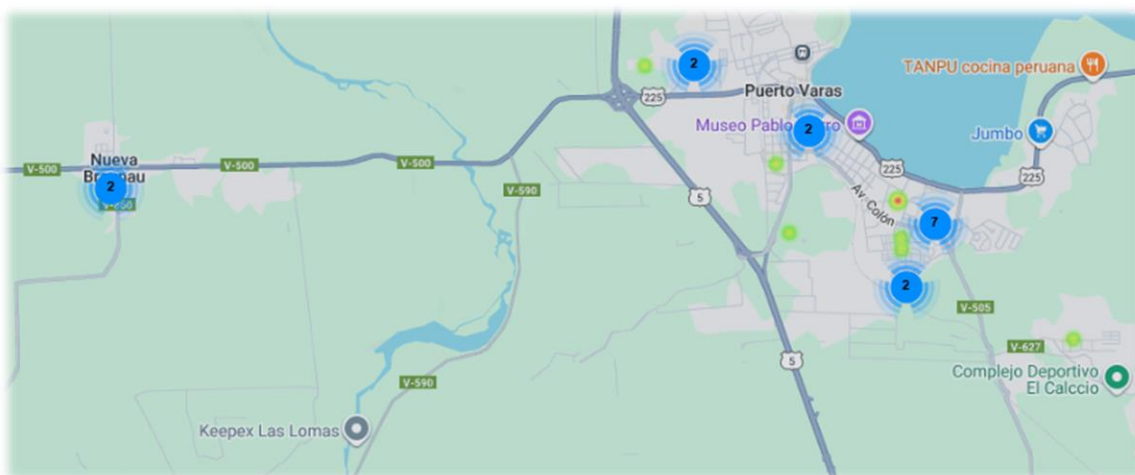 2
TANPU cocina peruana
225
Puerto Varas
Museo Pablo
2
Jumbo
V-500
Nueva
V-500
V-500
2
V-590
5
225
225
Av. Colón
7
2
V-505
V-627
5
Complejo Deportivo
El Calccio
V-590
Keepex Las Lomas